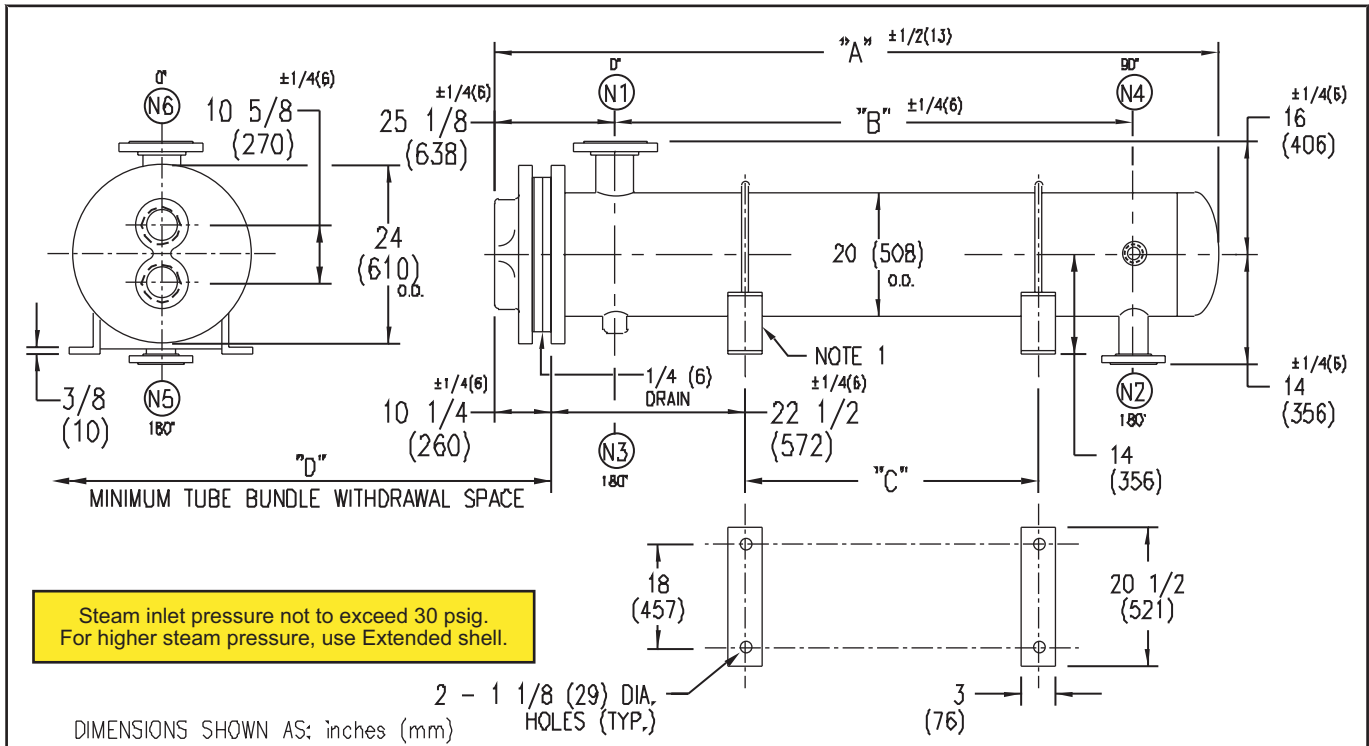 "A" ±1/2(13)
0° ±1/4(6)
N6 10 5/8
(270)
±1/4(6)
25 1/8
(638)
0°
N1
"B" ±1/4(6)
90°
N4
±1/4(6)
16
(406)
24
(610)
O.D.
20 (508)
O.D.
NOTE 1
3/8
(10)
N5
180°
±1/4(6)
10 1/4
(260)
1/4 (6)
DRAIN
±1/4(6)
22 1/2
(572)
N2
180°
±1/4(6)
14
(356)
14
(356)
N3
180°
"D"
MINIMUM TUBE BUNDLE WITHDRAWAL SPACE
"C"
18
(457)
20 1/2
(521)
Steam inlet pressure not to exceed 30 psig.
For higher steam pressure, use Extended shell.
2 - 1 1/8 (29) DIA.
HOLES (TYP.)
3
(76)
DIMENSIONS SHOWN AS: inches (mm)